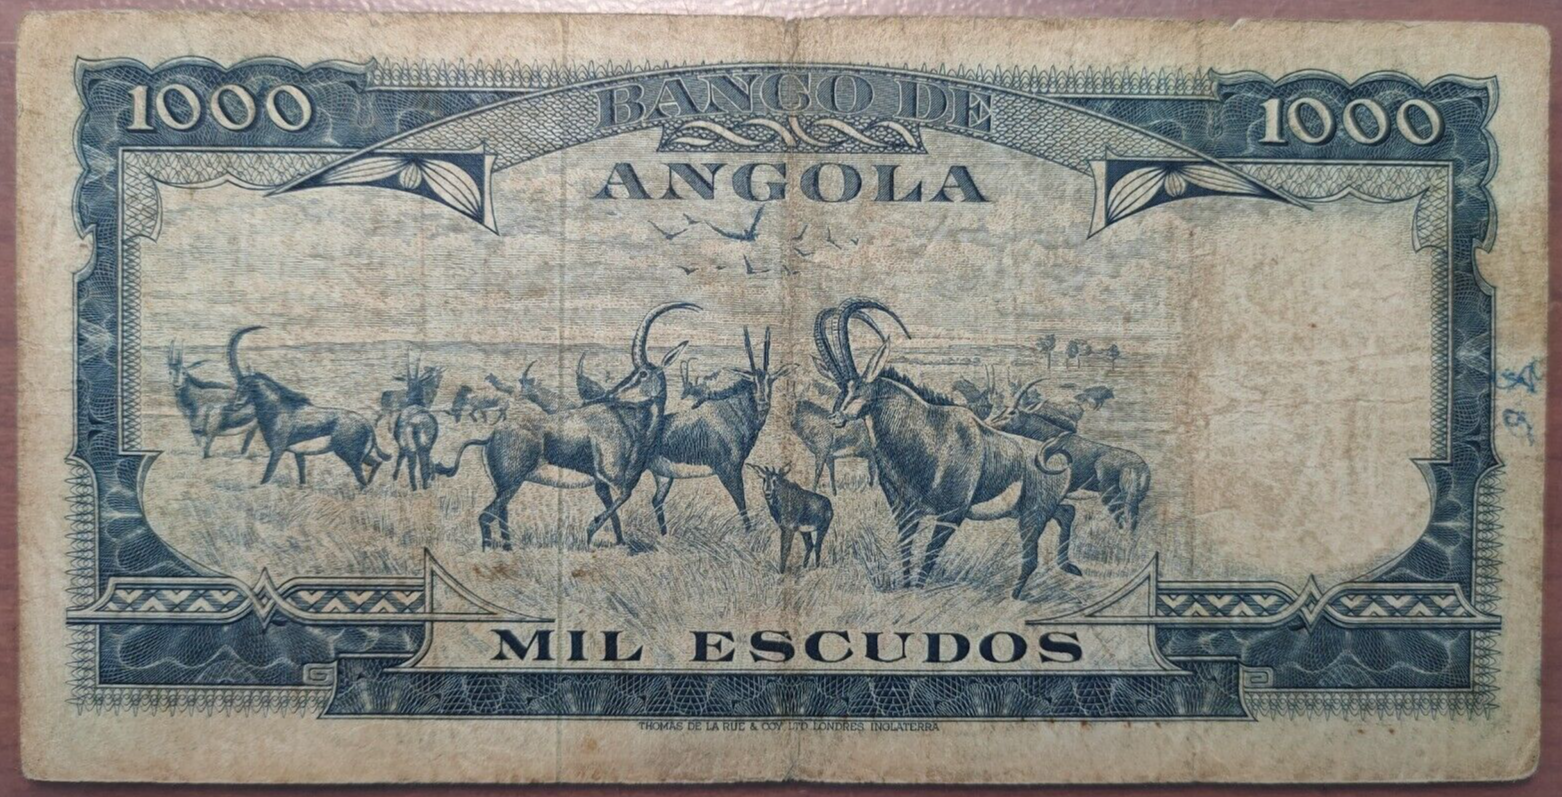 1000 BANCO DE 1000
ANGOLA
MIL ESCUDOS
THOMAS DE LA RUE & COY. LTD. LONDRES INGLATERRA